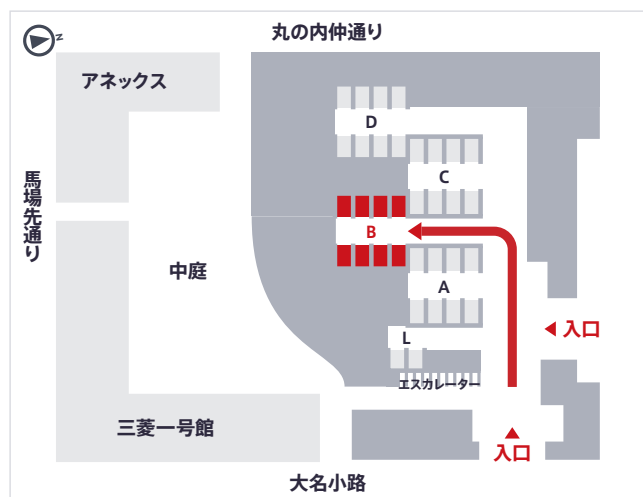 丸の内仲通り
N
アネックス
D
C
馬場先通り
B
中庭
A
入口
L
エスカレーター
三菱一号館
入口
大名小路